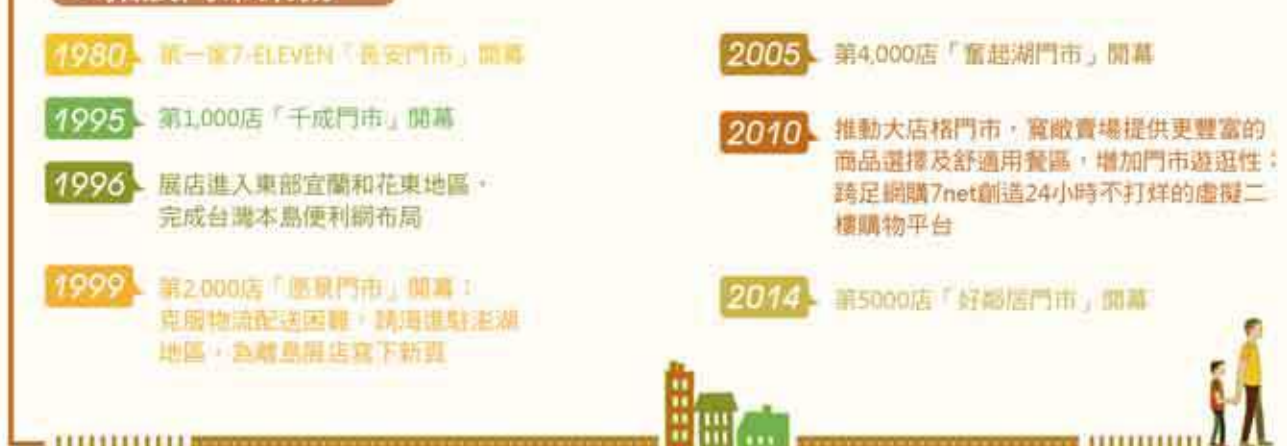 1980 第一家7-ELEVEN「長安門市」開幕
1995 第1,000店「千成門市」開幕
1996 展店進入東部宜蘭和花東地區，
完成台灣本島便利網布局
1999 第2,000店「愿景門市」開幕；
克服物流配送困難，跨海進駐澎湖
地區，為離島展店寫下新頁
2005 第4,000店「奮起湖門市」開幕
2010 推動大店格門市，寬敞賣場提供更豐富的
商品選擇及舒適用餐區，增加門市遊逛性；
跨足網購7net創造24小時不打烊的虛擬二
樓購物平台
2014 第5000店「好鄰居門市」開幕